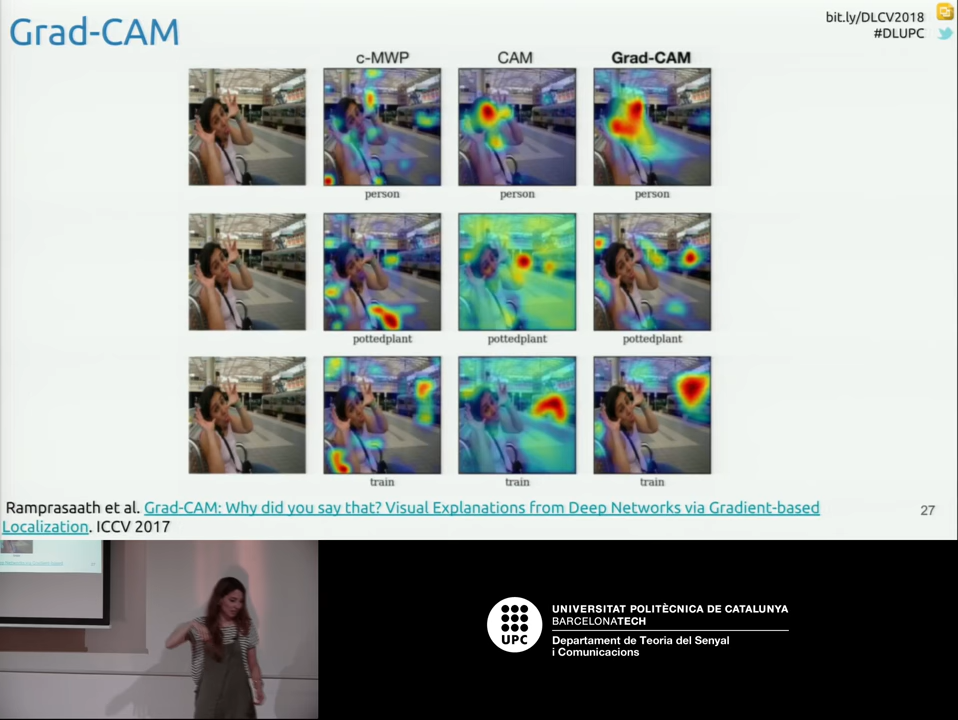 Grad-CAM
bit.ly/DLCV2018
#DLUPC
c-MWP
CAM
Grad-CAM
person
person
person
pottedplant
pottedplant
pottedplant
train
train
train
Ramprasaath et al. Grad-CAM: Why did you say that? Visual Explanations from Deep Networks via Gradient-based
Localization. ICCV 2017
27
UPC
UNIVERSITAT POLITÈCNICA DE CATALUNYA
BARCELONATECH
Departament de Teoria del Senyal
i Comunicacions